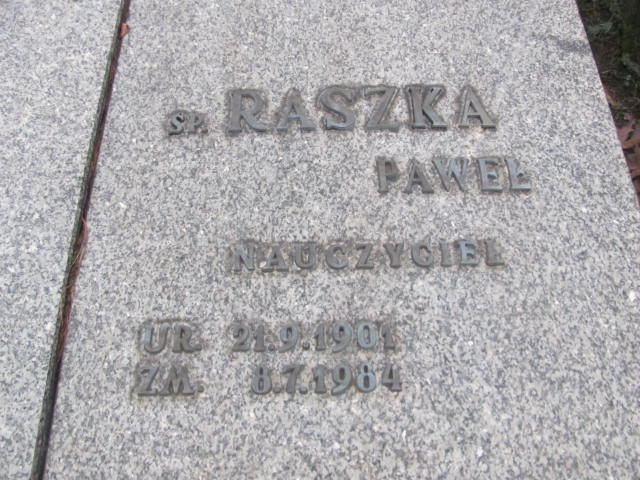 ŚP. RASZKA
PAWEŁ
NAUCZYCIEL
UR. 21.9.1901
ZM. 8.7.1984